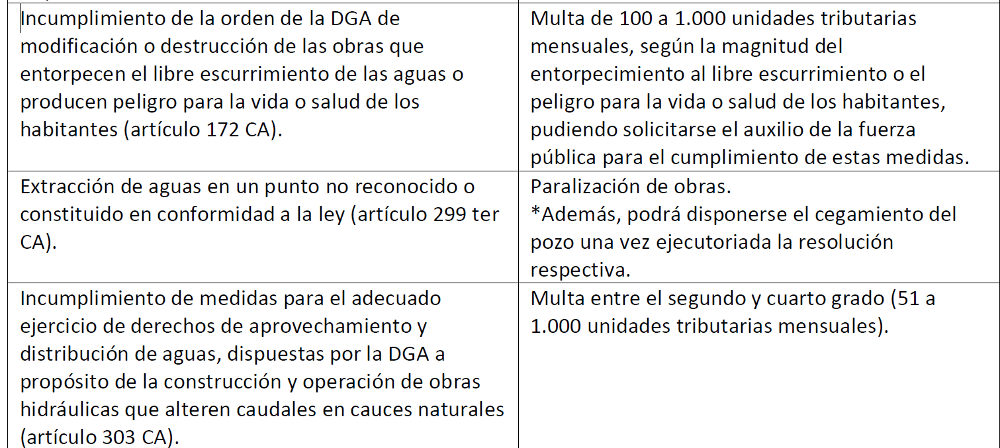 Incumplimiento de la orden de la DGA de
modificación o destrucción de las obras que
entorpecen el libre escurrimiento de las aguas o
producen peligro para la vida o salud de los
habitantes (artículo 172 CA).
Multa de 100 a 1.000 unidades tributarias
mensuales, según la magnitud del
entorpecimiento al libre escurrimiento o el
peligro para la vida o salud de los habitantes,
pudiendo solicitarse el auxilio de la fuerza
pública para el cumplimiento de estas medidas.
Extracción de aguas en un punto no reconocido o
constituido en conformidad a la ley (artículo 299 ter
CA).
Paralización de obras.
*Además, podrá disponerse el cegamiento del
pozo una vez ejecutoriada la resolución
respectiva.
Incumplimiento de medidas para el adecuado
ejercicio de derechos de aprovechamiento y
distribución de aguas, dispuestas por la DGA a
propósito de la construcción y operación de obras
hidráulicas que alteren caudales en cauces naturales
(artículo 303 CA).
Multa entre el segundo y cuarto grado (51 a
1.000 unidades tributarias mensuales).